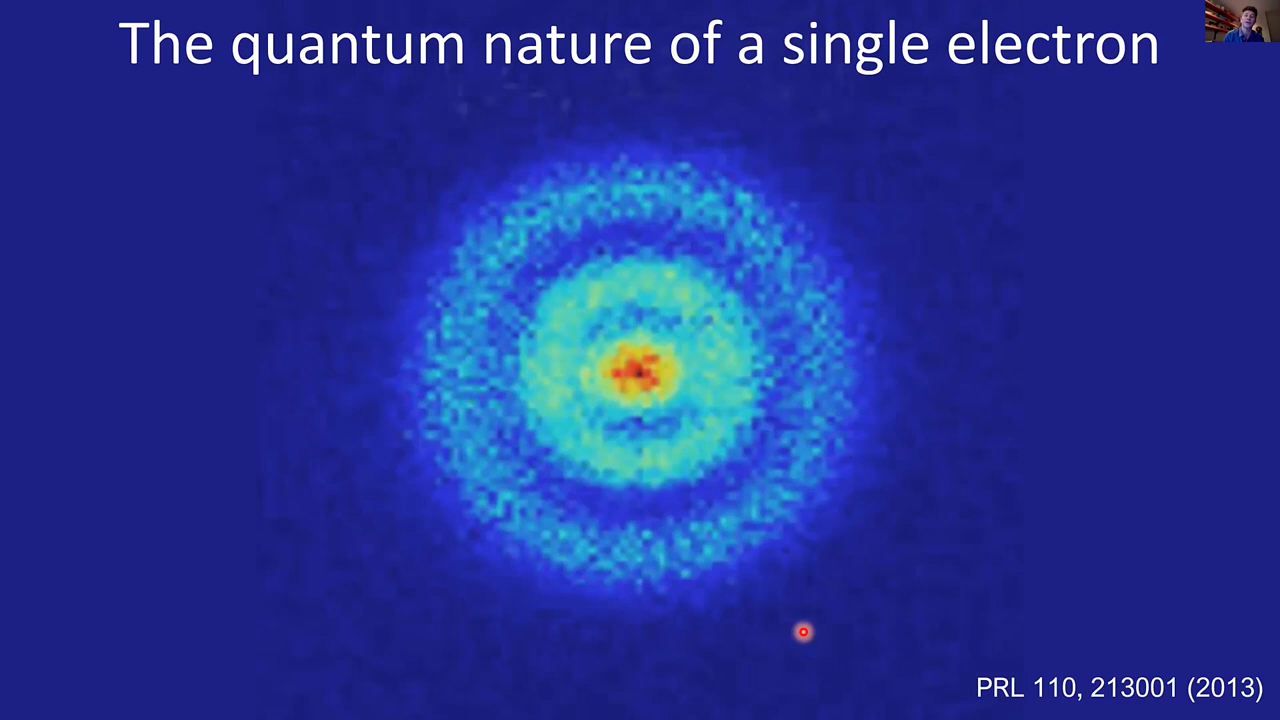 The quantum nature of a single electron
PRL 110, 213001 (2013)